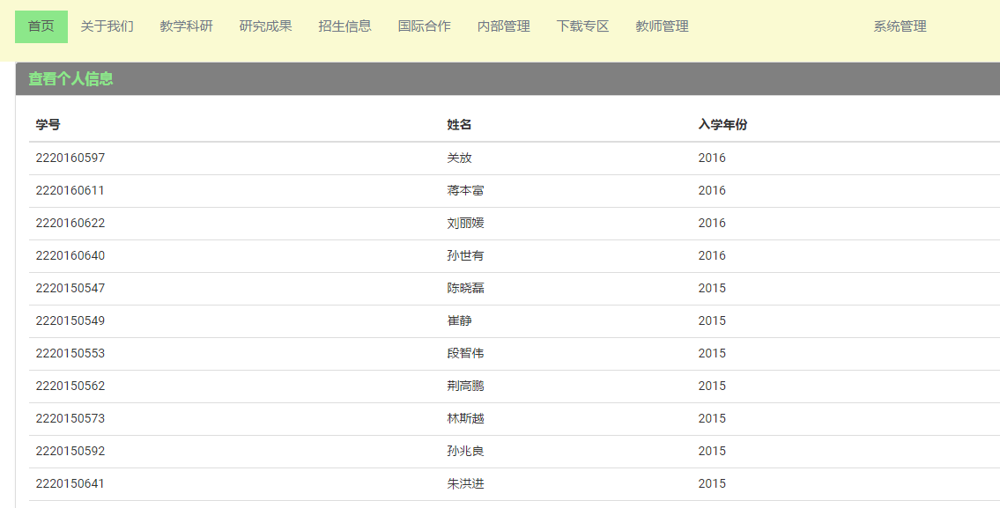 首页 关于我们 教学科研 研究成果 招生信息 国际合作 内部管理 下载专区 教师管理 系统管理
查看个人信息
学号 姓名 入学年份
2220160597 关放 2016
2220160611 蒋本富 2016
2220160622 刘丽媛 2016
2220160640 孙世有 2016
2220150547 陈晓磊 2015
2220150549 崔静 2015
2220150553 段智伟 2015
2220150562 荆高鹏 2015
2220150573 林斯越 2015
2220150592 孙兆良 2015
2220150641 朱洪进 2015